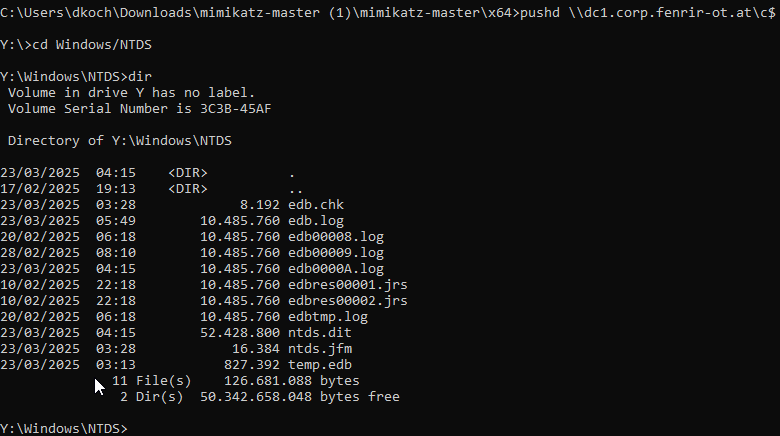 C:\Users\dkoch\Downloads\mimikatz-master (1)\mimikatz-master\x64>pushd \\dc1.corp.fenrir-ot.at\c$
Y:\>cd Windows/NTDS
Y:\Windows\NTDS>dir
 Volume in drive Y has no label.
 Volume Serial Number is 3C3B-45AF
 Directory of Y:\Windows\NTDS
23/03/2025  04:15    <DIR>          .
17/02/2025  19:13    <DIR>          ..
23/03/2025  03:28             8.192 edb.chk
23/03/2025  05:49        10.485.760 edb.log
20/02/2025  06:18        10.485.760 edb00008.log
28/02/2025  08:10        10.485.760 edb00009.log
23/03/2025  04:15        10.485.760 edb0000A.log
10/02/2025  22:18        10.485.760 edbres00001.jrs
10/02/2025  22:18        10.485.760 edbres00002.jrs
20/02/2025  06:18        10.485.760 edbtmp.log
23/03/2025  04:15        52.428.800 ntds.dit
23/03/2025  03:28            16.384 ntds.jfm
23/03/2025  03:13           827.392 temp.edb
              11 File(s)    126.681.088 bytes
               2 Dir(s)  50.342.658.048 bytes free
Y:\Windows\NTDS>